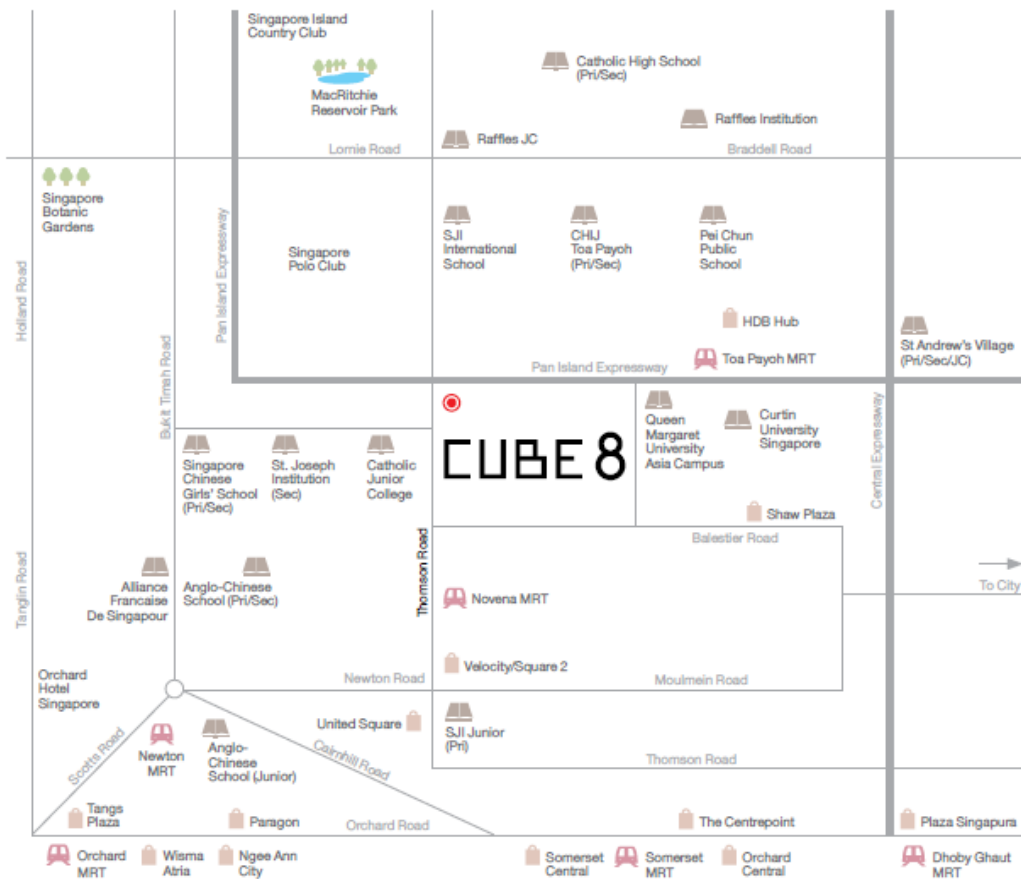 Singapore Island
Country Club
MacRitchie
Reservoir Park
Catholic High School
(Pri/Sec)
Raffles Institution
Raffles JC
Lornie Road
Braddell Road
Singapore
Botanic
Gardens
Holland Road
Pan Island Expressway
Singapore
Polo Club
SJI
International
School
CHIJ
Toa Payoh
(Pri/Sec)
Pei Chun
Public
School
HDB Hub
Toa Payoh MRT
St Andrew's Village
(Pri/Sec/JC)
Pan Island Expressway
Bukit Timah Road
CUBE 8
Queen
Margaret
University
Asia Campus
Curtin
University
Singapore
Central Expressway
Singapore
Chinese
Girls' School
(Pri/Sec)
St. Joseph
Institution
(Sec)
Catholic
Junior
College
Shaw Plaza
Balestier Road
Thomson Road
Tanglin Road
Alliance
Francaise
De Singapour
Anglo-Chinese
School (Pri/Sec)
Novena MRT
To City
Velocity/Square 2
Newton Road
Moulmein Road
Orchard
Hotel
Singapore
United Square
SJI Junior
(Pri)
Scotts Road
Newton
MRT
Anglo-
Chinese
School (Junior)
Cairnhill Road
Thomson Road
Tangs
Plaza
Paragon
Orchard Road
The Centrepoint
Plaza Singapura
Orchard
MRT
Wisma
Atria
Ngee Ann
City
Somerset
Central
Somerset
MRT
Orchard
Central
Dhoby Ghaut
MRT